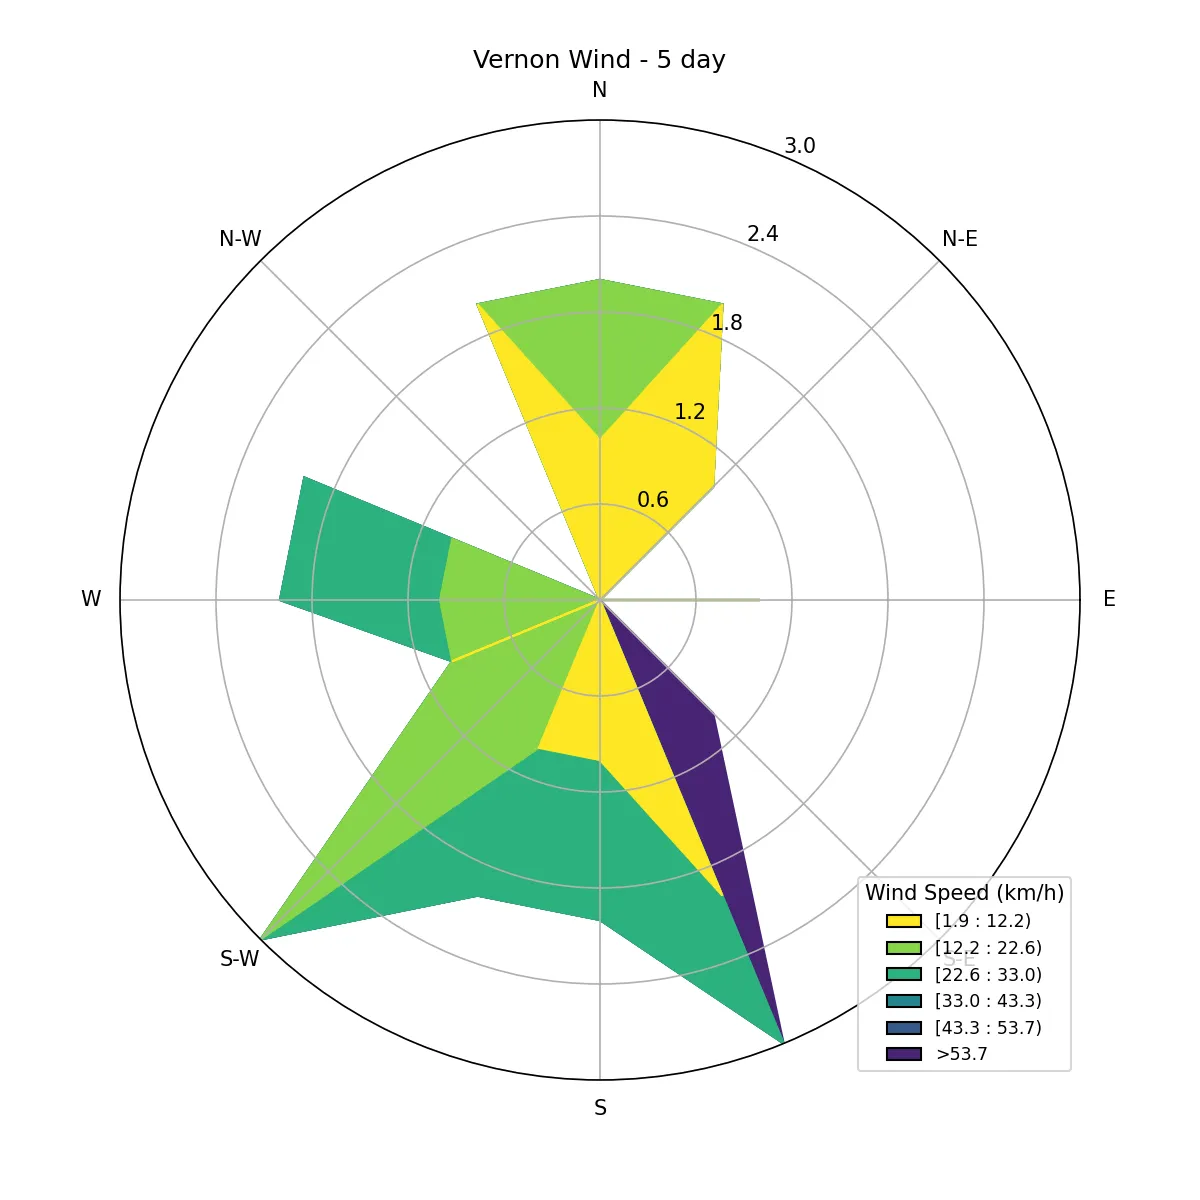 Vernon Wind - 5 day
N
3.0
N-W
2.4
N-E
1.8
1.2
0.6
W
E
S-W
S-E
S
Wind Speed (km/h)
[1.9 : 12.2)
[12.2 : 22.6)
[22.6 : 33.0)
[33.0 : 43.3)
[43.3 : 53.7)
>53.7